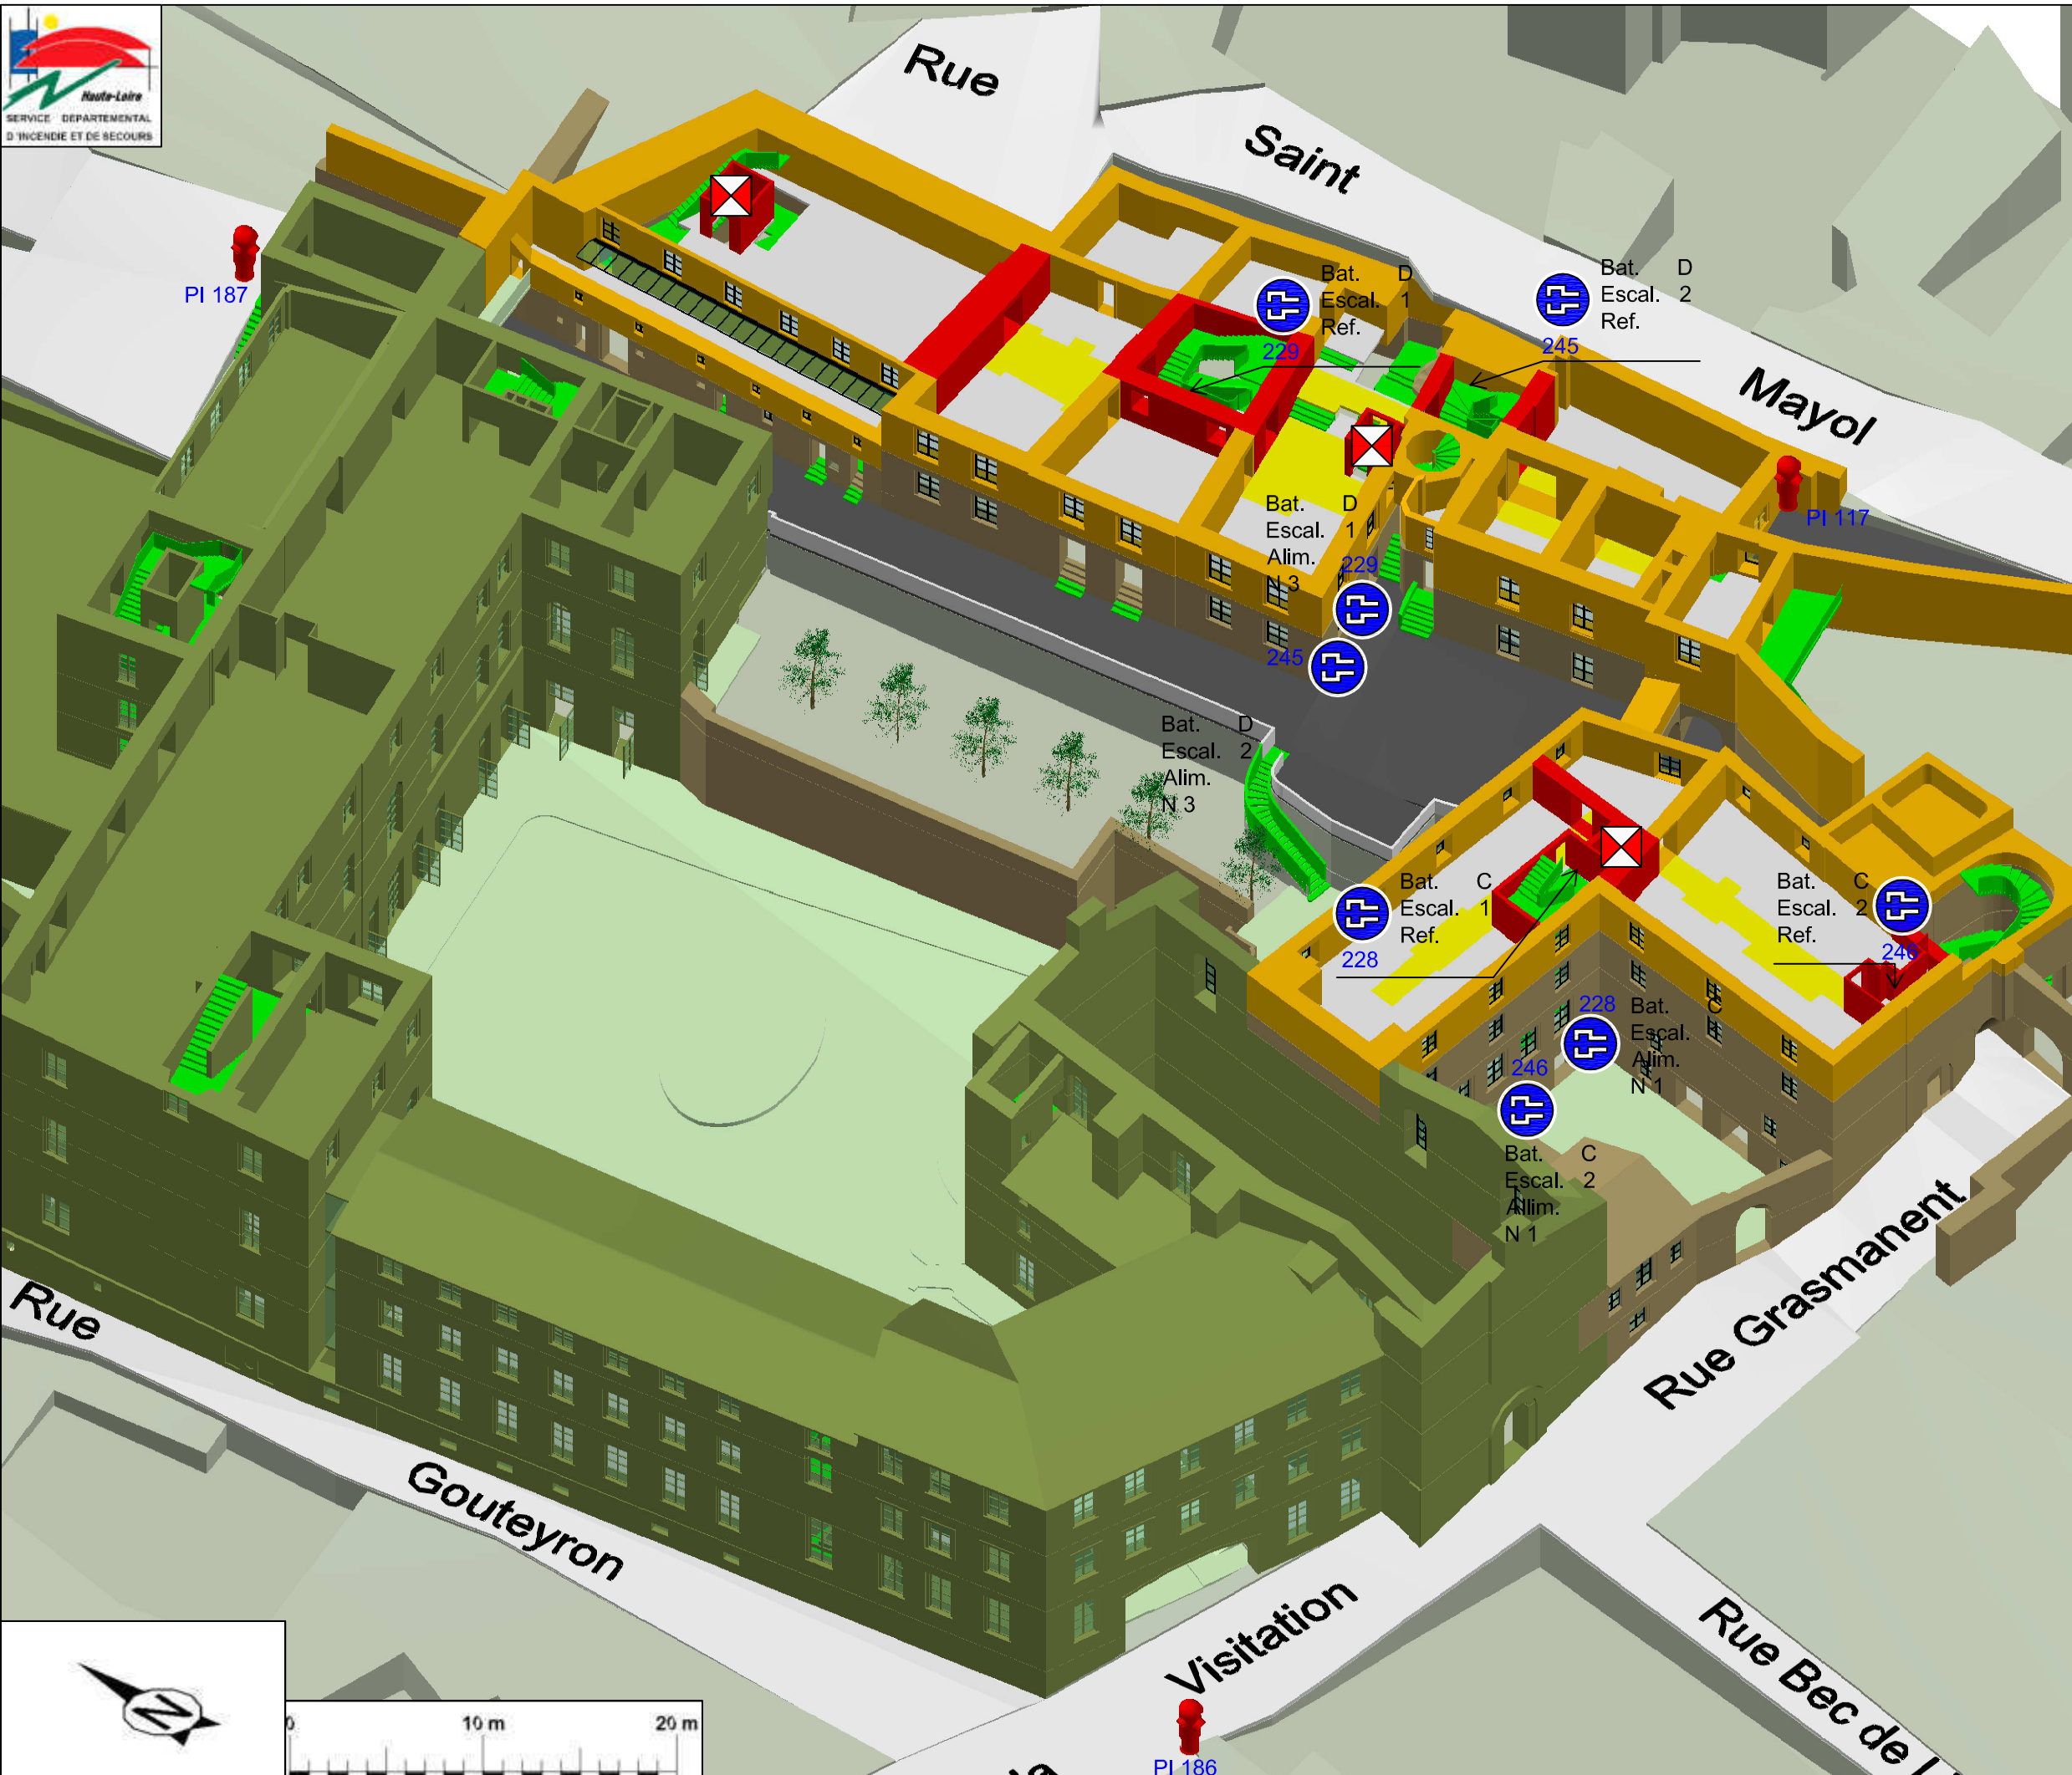 Haute-Loire
SERVICE DEPARTEMENTAL
D'INCENDIE ET DE SECOURS
Rue
Saint
Mayol
PI 187
Bat. D
Escal. 1
Ref.
229
Bat. D
Escal. 2
Ref.
245
PI 117
Bat. D
Escal. 1
Alim.
N 3
229
245
Bat. D
Escal. 2
Alim.
N 3
Bat. C
Escal. 1
Ref.
228
Bat. C
Escal. 2
Ref.
246
228
Bat. C
Escal.
Alim.
N 1
246
Bat. C
Escal. 2
Allim.
N 1
Rue Grasmanent
Rue
Gouteyron
Visitation
Rue Bec de
PI 186
N
0 10 m 20 m